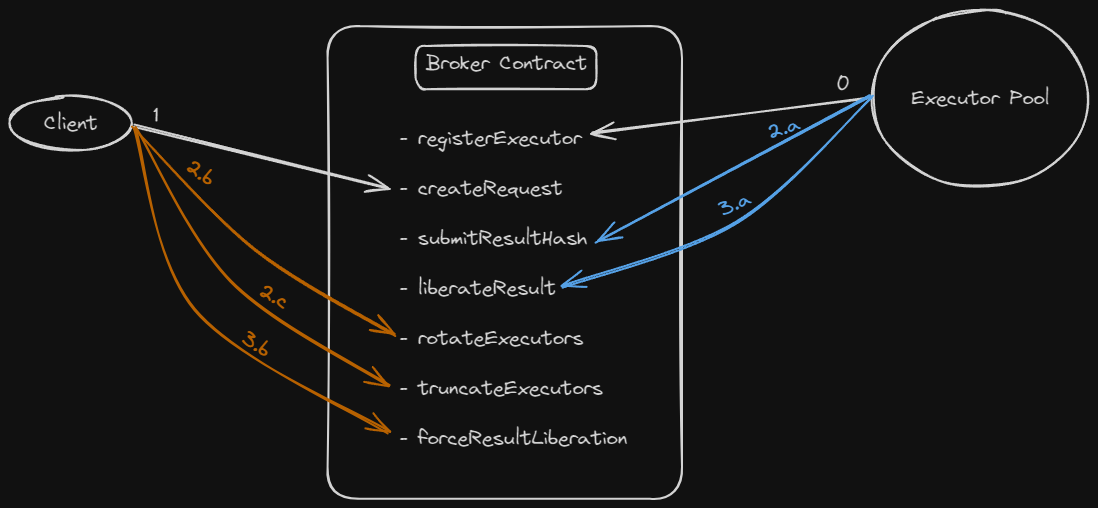 Broker Contract
Client
1
0
Executor Pool
- registerExecutor
2.a
- createRequest
2.b
3.a
- submitResultHash
- liberateResult
2.c
- rotateExecutors
3.b
- truncateExecutors
- forceResultLiberation